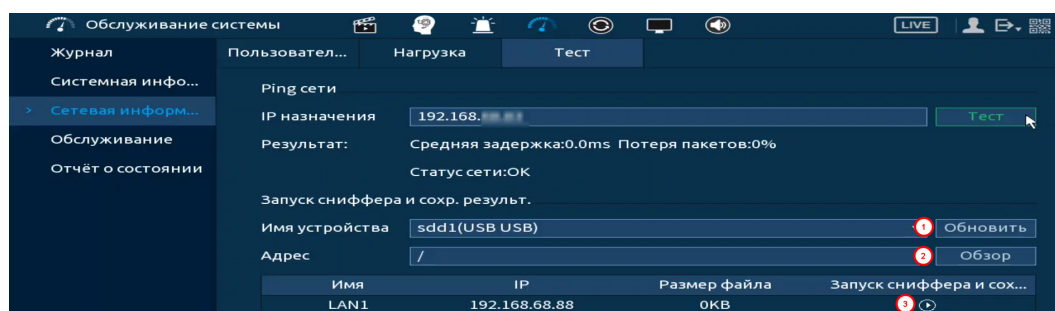 Обслуживание системы LIVE
Журнал Пользовател... Нагрузка Тест
Системная инфо... Ping сети
> Сетевая информ... IP назначения 192.168. Тест
Обслуживание Результат: Средняя задержка:0.0ms Потеря пакетов:0%
Отчёт о состоянии Статус сети:OK
Запуск сниффера и сохр. результ.
Имя устройства sdd1(USB USB) 1 Обновить
Адрес / 2 Обзор
Имя IP Размер файла Запуск сниффера и сох...
LAN1 192.168.68.88 0KB 3